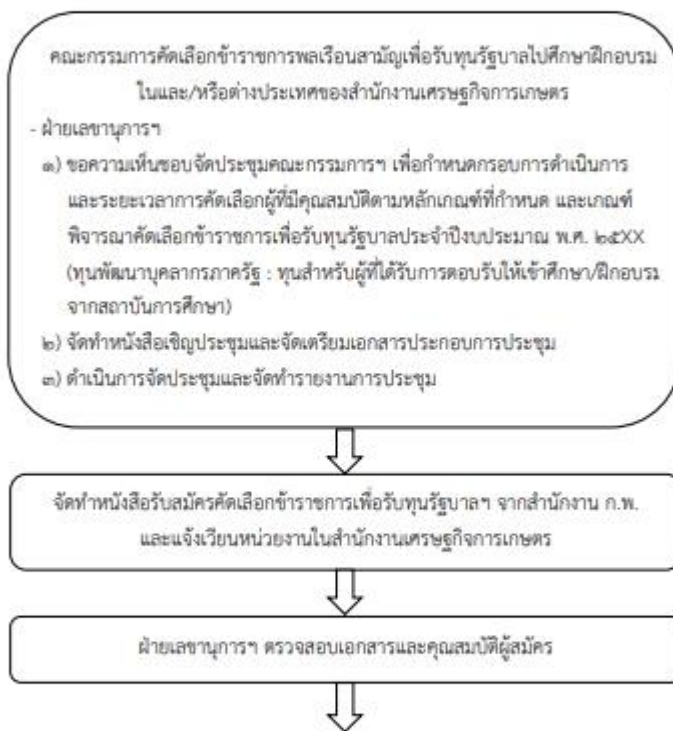 คณะกรรมการคัดเลือกข้าราชการพลเรือนสามัญเพื่อรับทุนรัฐบาลไปศึกษาฝึกอบรม
ในและ/หรือต่างประเทศของสำนักงานเศรษฐกิจการเกษตร
- ฝ่ายเลขานุการฯ
๑) ขอความเห็นชอบจัดประชุมคณะกรรมการฯ เพื่อกำหนดกรอบการดำเนินการ
และระยะเวลาการคัดเลือกผู้ที่มีคุณสมบัติตามหลักเกณฑ์ที่กำหนด และเกณฑ์
พิจารณาคัดเลือกข้าราชการเพื่อรับทุนรัฐบาลประจำปีงบประมาณ พ.ศ. ๒๕XX
(ทุนพัฒนาบุคลากรภาครัฐ : ทุนสำหรับผู้ที่ได้รับการตอบรับให้เข้าศึกษา/ฝึกอบรม
จากสถาบันการศึกษา)
๒) จัดทำหนังสือเชิญประชุมและจัดเตรียมเอกสารประกอบการประชุม
๓) ดำเนินการจัดประชุมและจัดทำรายงานการประชุม
จัดทำหนังสือรับสมัครคัดเลือกข้าราชการเพื่อรับทุนรัฐบาลฯ จากสำนักงาน ก.พ.
และแจ้งเวียนหน่วยงานในสำนักงานเศรษฐกิจการเกษตร
ฝ่ายเลขานุการฯ ตรวจสอบเอกสารและคุณสมบัติผู้สมัคร